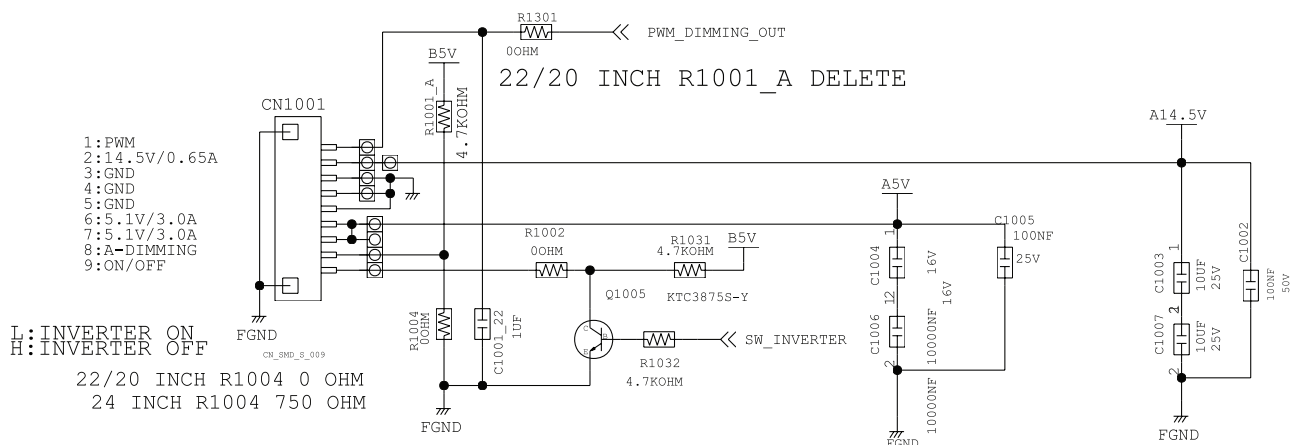 R1301
0OHM
PWM_DIMMING_OUT
B5V
22/20 INCH R1001_A DELETE
R1001_A
4.7KOHM
CN1001
A14.5V
1:PWM
2:14.5V/0.65A
3:GND
4:GND
5:GND
6:5.1V/3.0A
7:5.1V/3.0A
8:A-DIMMING
9:ON/OFF
A5V
R1002
0OHM
R1031
4.7KOHM
B5V
C1005
100NF
25V
1
C1004
16V
12
16V
C1006
10000NF
2
10000NF
1
C1003
10UF
25V
2
C1007
10UF
25V
2
C1002
100NF
50V
Q1005
KTC3875S-Y
C
B
E
R1032
4.7KOHM
SW_INVERTER
R1004
0OHM
C1001_22
1UF
FGND
CN_SMD_S_009
L:INVERTER ON
H:INVERTER OFF
22/20 INCH R1004 0 OHM
24 INCH R1004 750 OHM
FGND
FGND
FGND